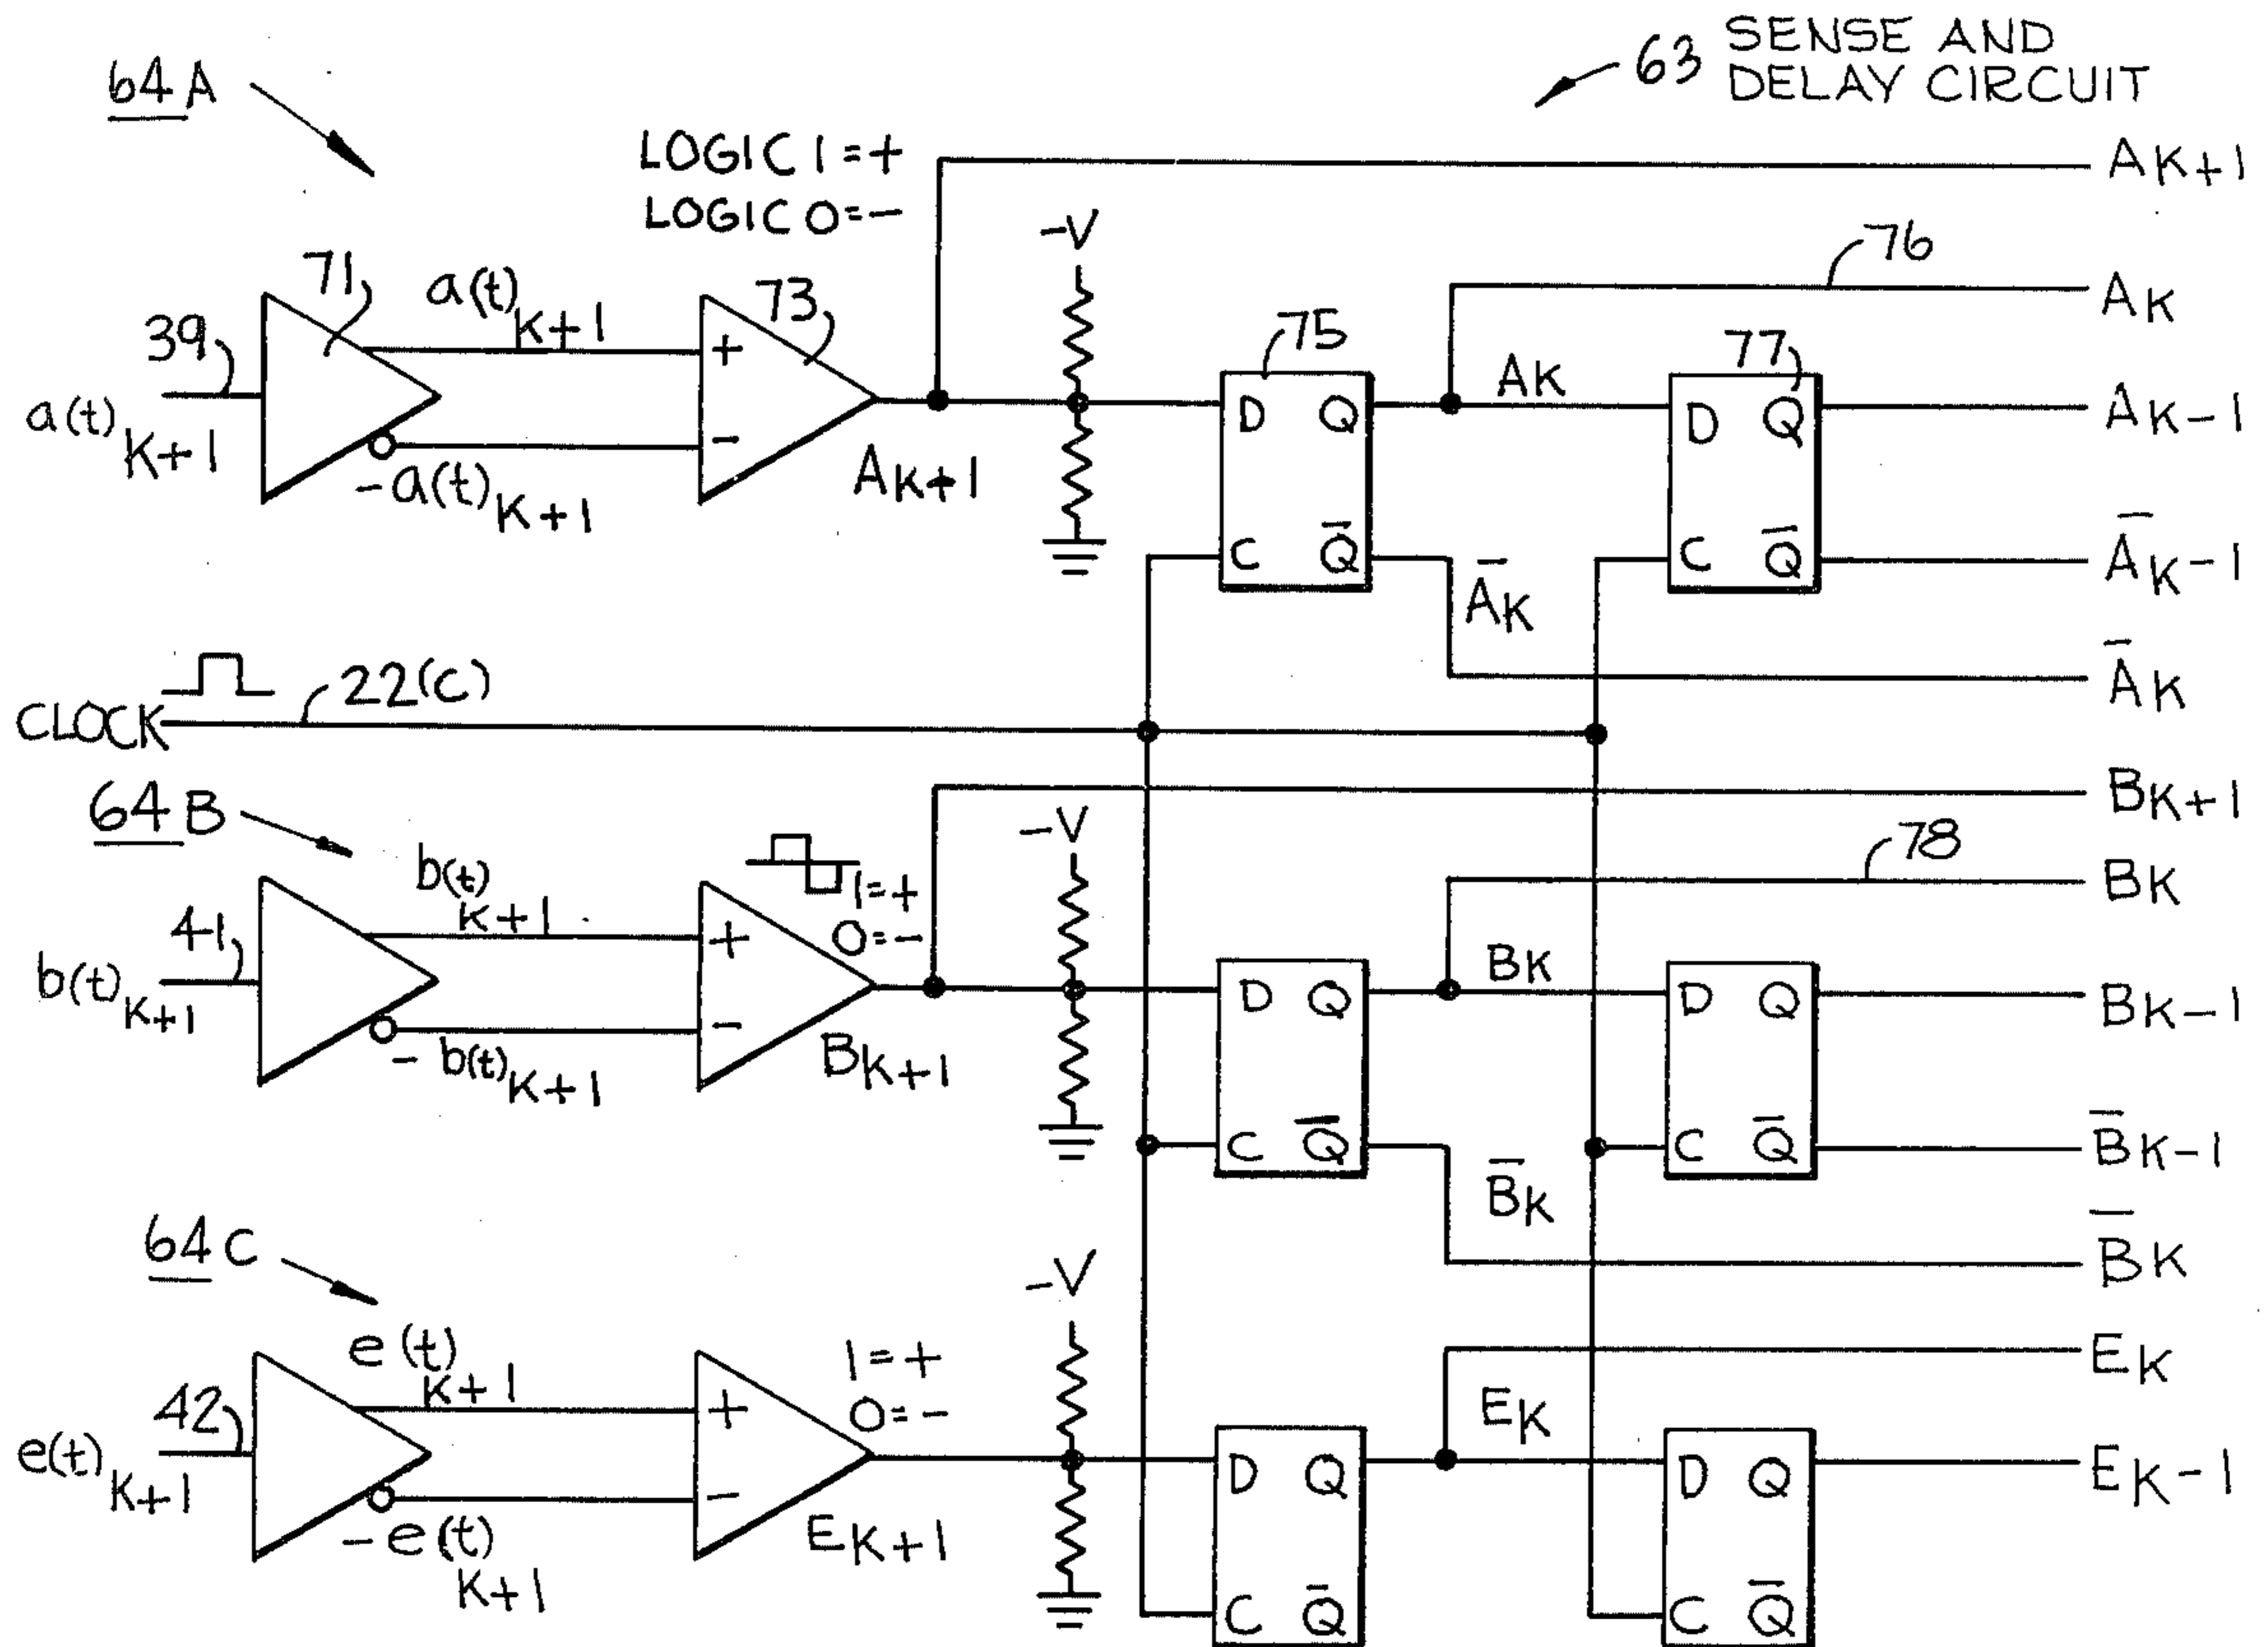 63 SENSE AND
DELAY CIRCUIT
64A
LOGIC 1=+
LOGIC 0=-
AK+1
-V
76
AK
71
a(t)K+1
73
39
a(t)K+1
-a(t)K+1
AK+1
75
D Q
C Q̅
AK
77
D Q
C Q̅
AK-1
A̅K-1
A̅K
A̅K
CLOCK
22(C)
BK+1
64B
-V
78
BK
b(t)K+1
1=+
0=-
41
b(t)K+1
-b(t)K+1
BK+1
+
-
D Q
C Q̅
BK
D Q
C Q̅
BK-1
B̅K-1
B̅K
B̅K
64C
-V
EK
e(t)K+1
1=+
0=-
42
e(t)K+1
-e(t)K+1
EK+1
+
-
D Q
C Q̅
EK
D Q
C Q̅
EK-1
+
-